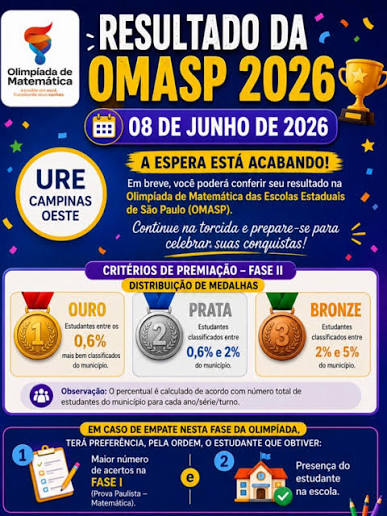 Olimpíada de
Matemática
RESULTADO DA
OMASP 2026
08 DE JUNHO DE 2026
A ESPERA ESTÁ ACABANDO!
URE
CAMPINAS
OESTE
Em breve, você poderá conferir seu resultado na
Olimpíada de Matemática das Escolas Estaduais
de São Paulo (OMASP).
Continue na torcida e prepare-se para
celebrar suas conquistas!
CRITÉRIOS DE PREMIAÇÃO – FASE II
DISTRIBUIÇÃO DE MEDALHAS
1
OURO
Estudantes entre os
0,6%
mais bem classificados
do município.
2
PRATA
Estudantes
classificados entre
0,6% e 2%
do município.
3
BRONZE
Estudantes
classificados entre
2% e 5%
do município.
Observação: O percentual é calculado de acordo com número total de
estudantes do município para cada ano/série/turno.
EM CASO DE EMPATE NESTA FASE DA OLIMPÍADA,
TERÁ PREFERÊNCIA, PELA ORDEM, O ESTUDANTE QUE OBTIVER:
1
Maior número
de acertos na
FASE I
(Prova Paulista –
Matemática).
e
2
Presença do
estudante
na escola.